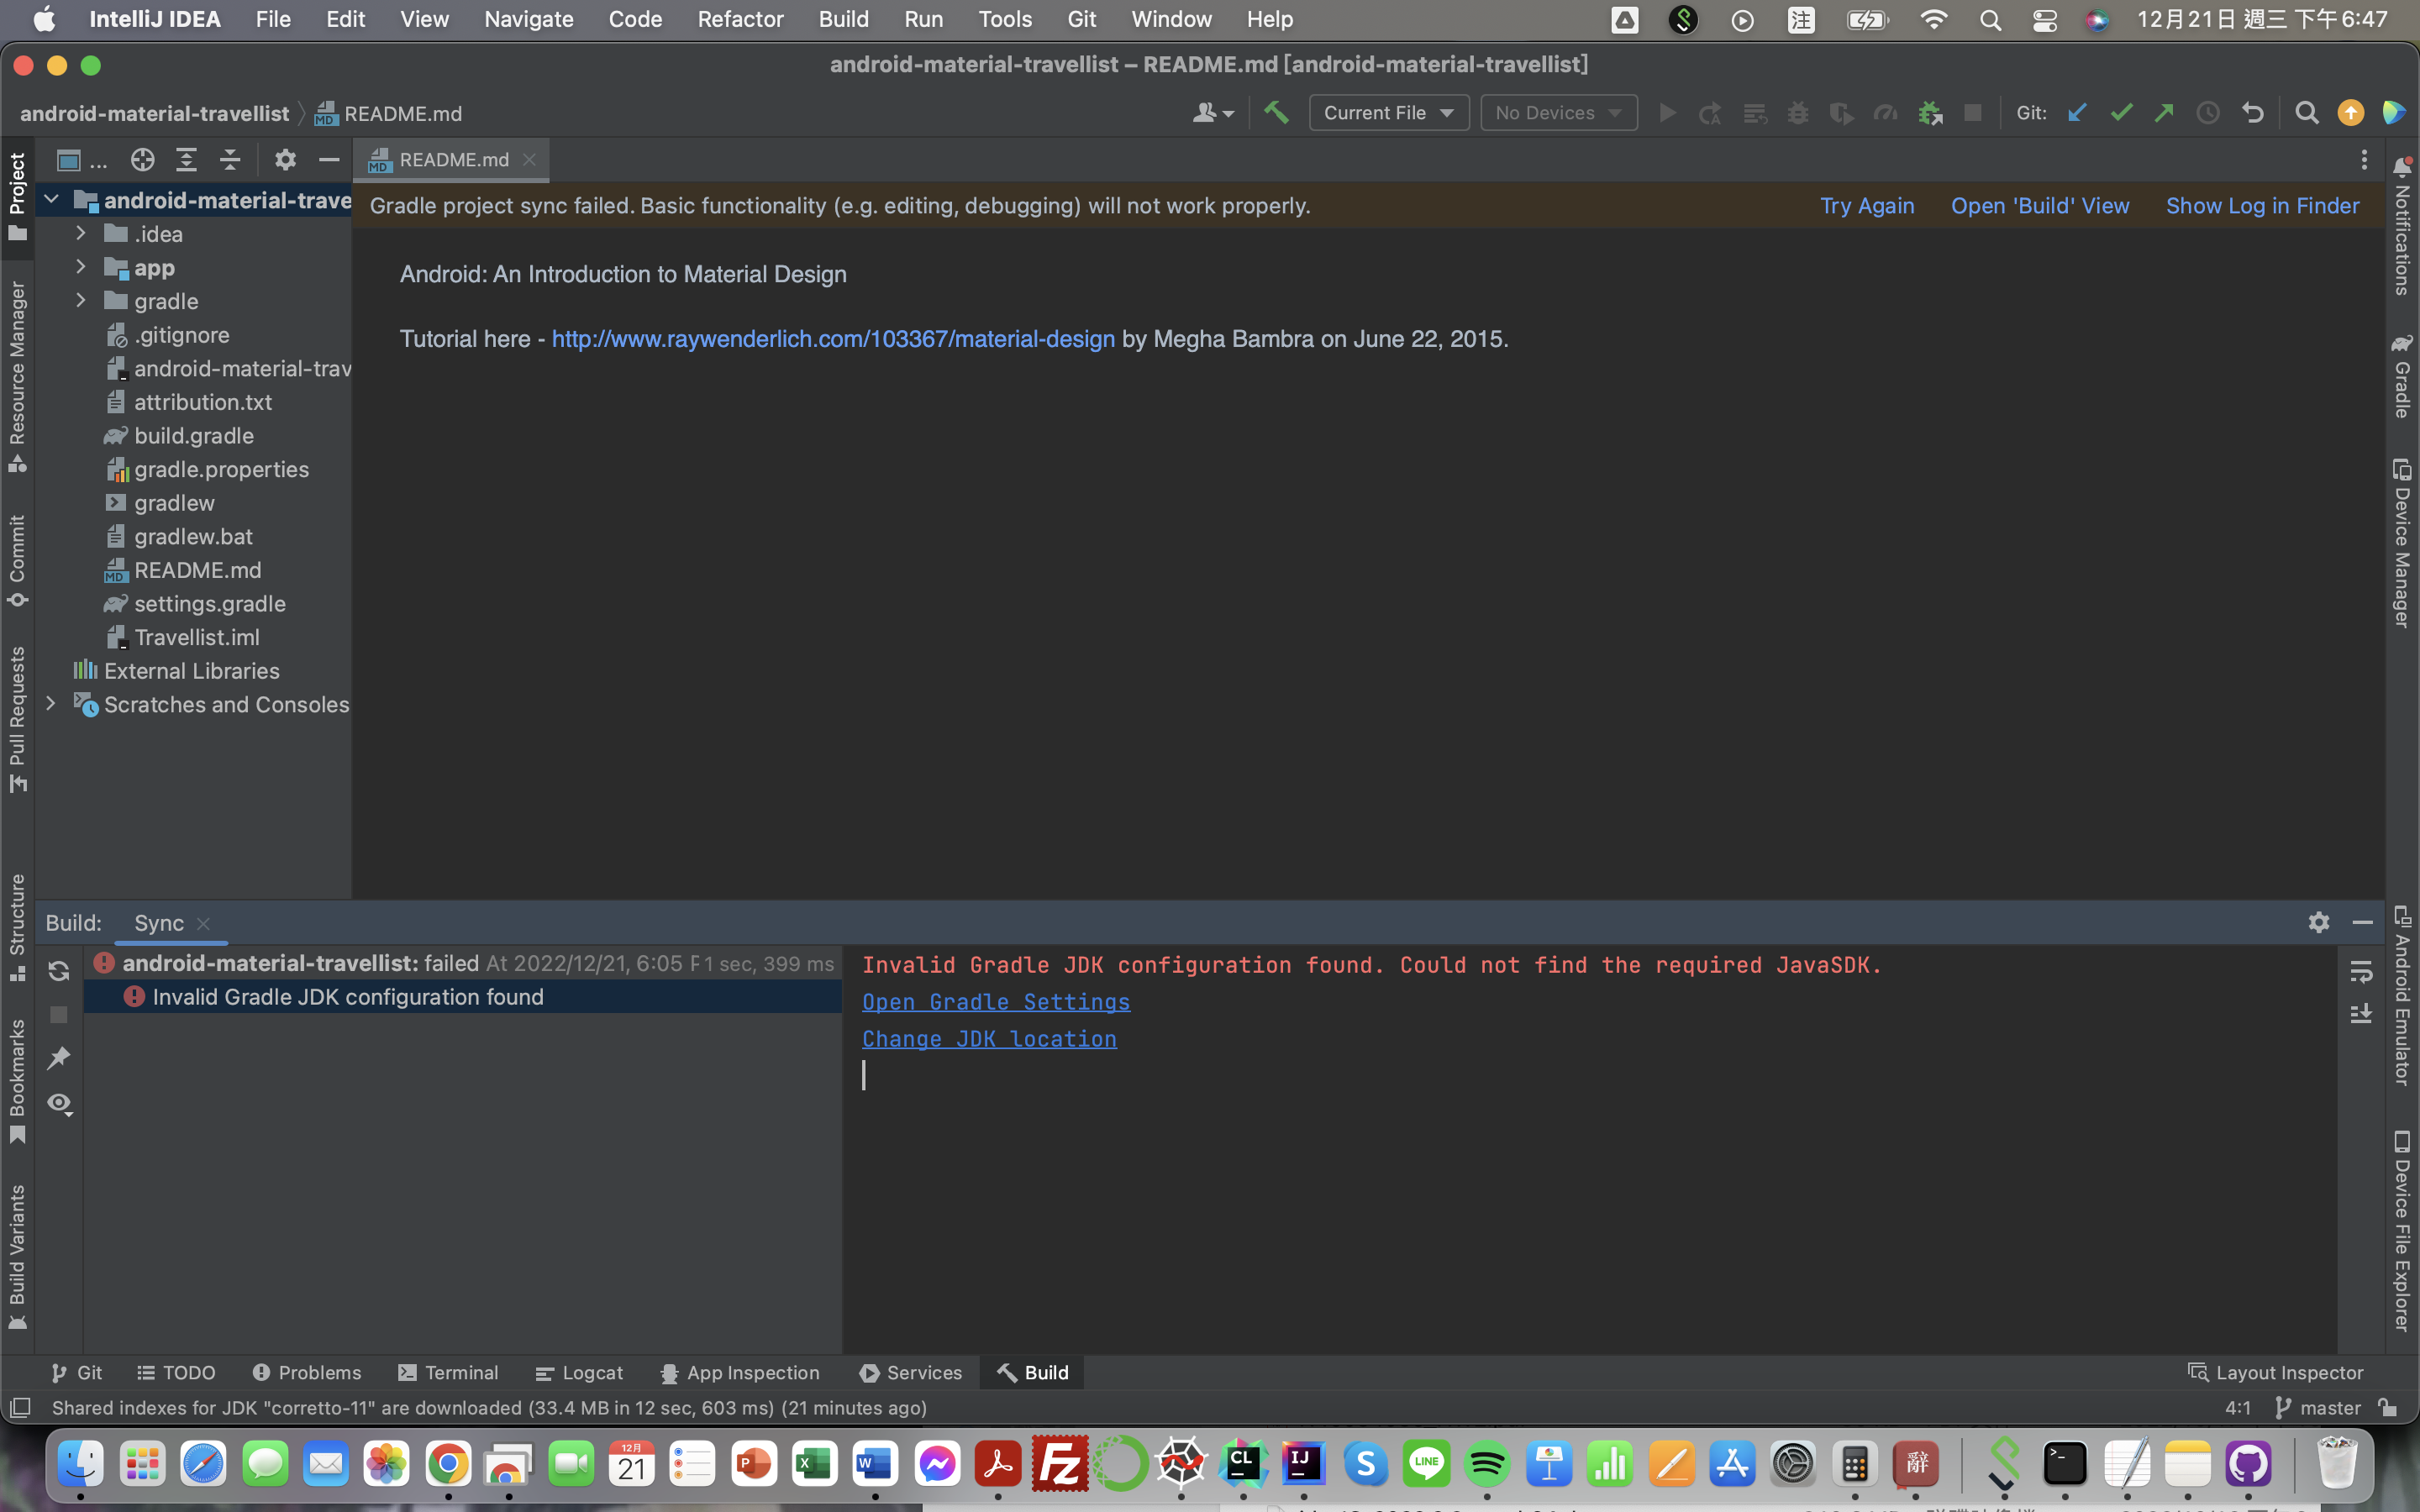 IntelliJ IDEA File Edit View Navigate Code Refactor Build Run Tools Git Window Help 注 12月21日 週三 下午6:47
android-material-travellist – README.md [android-material-travellist]
android-material-travellist README.md Current File No Devices Git:
... README.md
Project
Resource Manager
Commit
Pull Requests
Structure
Bookmarks
Build Variants
android-material-trave
.idea
app
gradle
.gitignore
android-material-trav
attribution.txt
build.gradle
gradle.properties
gradlew
gradlew.bat
README.md
settings.gradle
Travellist.iml
External Libraries
Scratches and Consoles
Gradle project sync failed. Basic functionality (e.g. editing, debugging) will not work properly. Try Again Open 'Build' View Show Log in Finder
Android: An Introduction to Material Design
Tutorial here - http://www.raywenderlich.com/103367/material-design by Megha Bambra on June 22, 2015.
Notifications
Gradle
Device Manager
Android Emulator
Device File Explorer
Build: Sync
android-material-travellist: failed At 2022/12/21, 6:05 1 sec, 399 ms
Invalid Gradle JDK configuration found
Invalid Gradle JDK configuration found. Could not find the required JavaSDK.
Open Gradle Settings
Change JDK location
Git TODO Problems Terminal Logcat App Inspection Services Build Layout Inspector
Shared indexes for JDK "corretto-11" are downloaded (33.4 MB in 12 sec, 603 ms) (21 minutes ago) 4:1 master
12月
21
P X W Fz CL IJ S LINE 辭